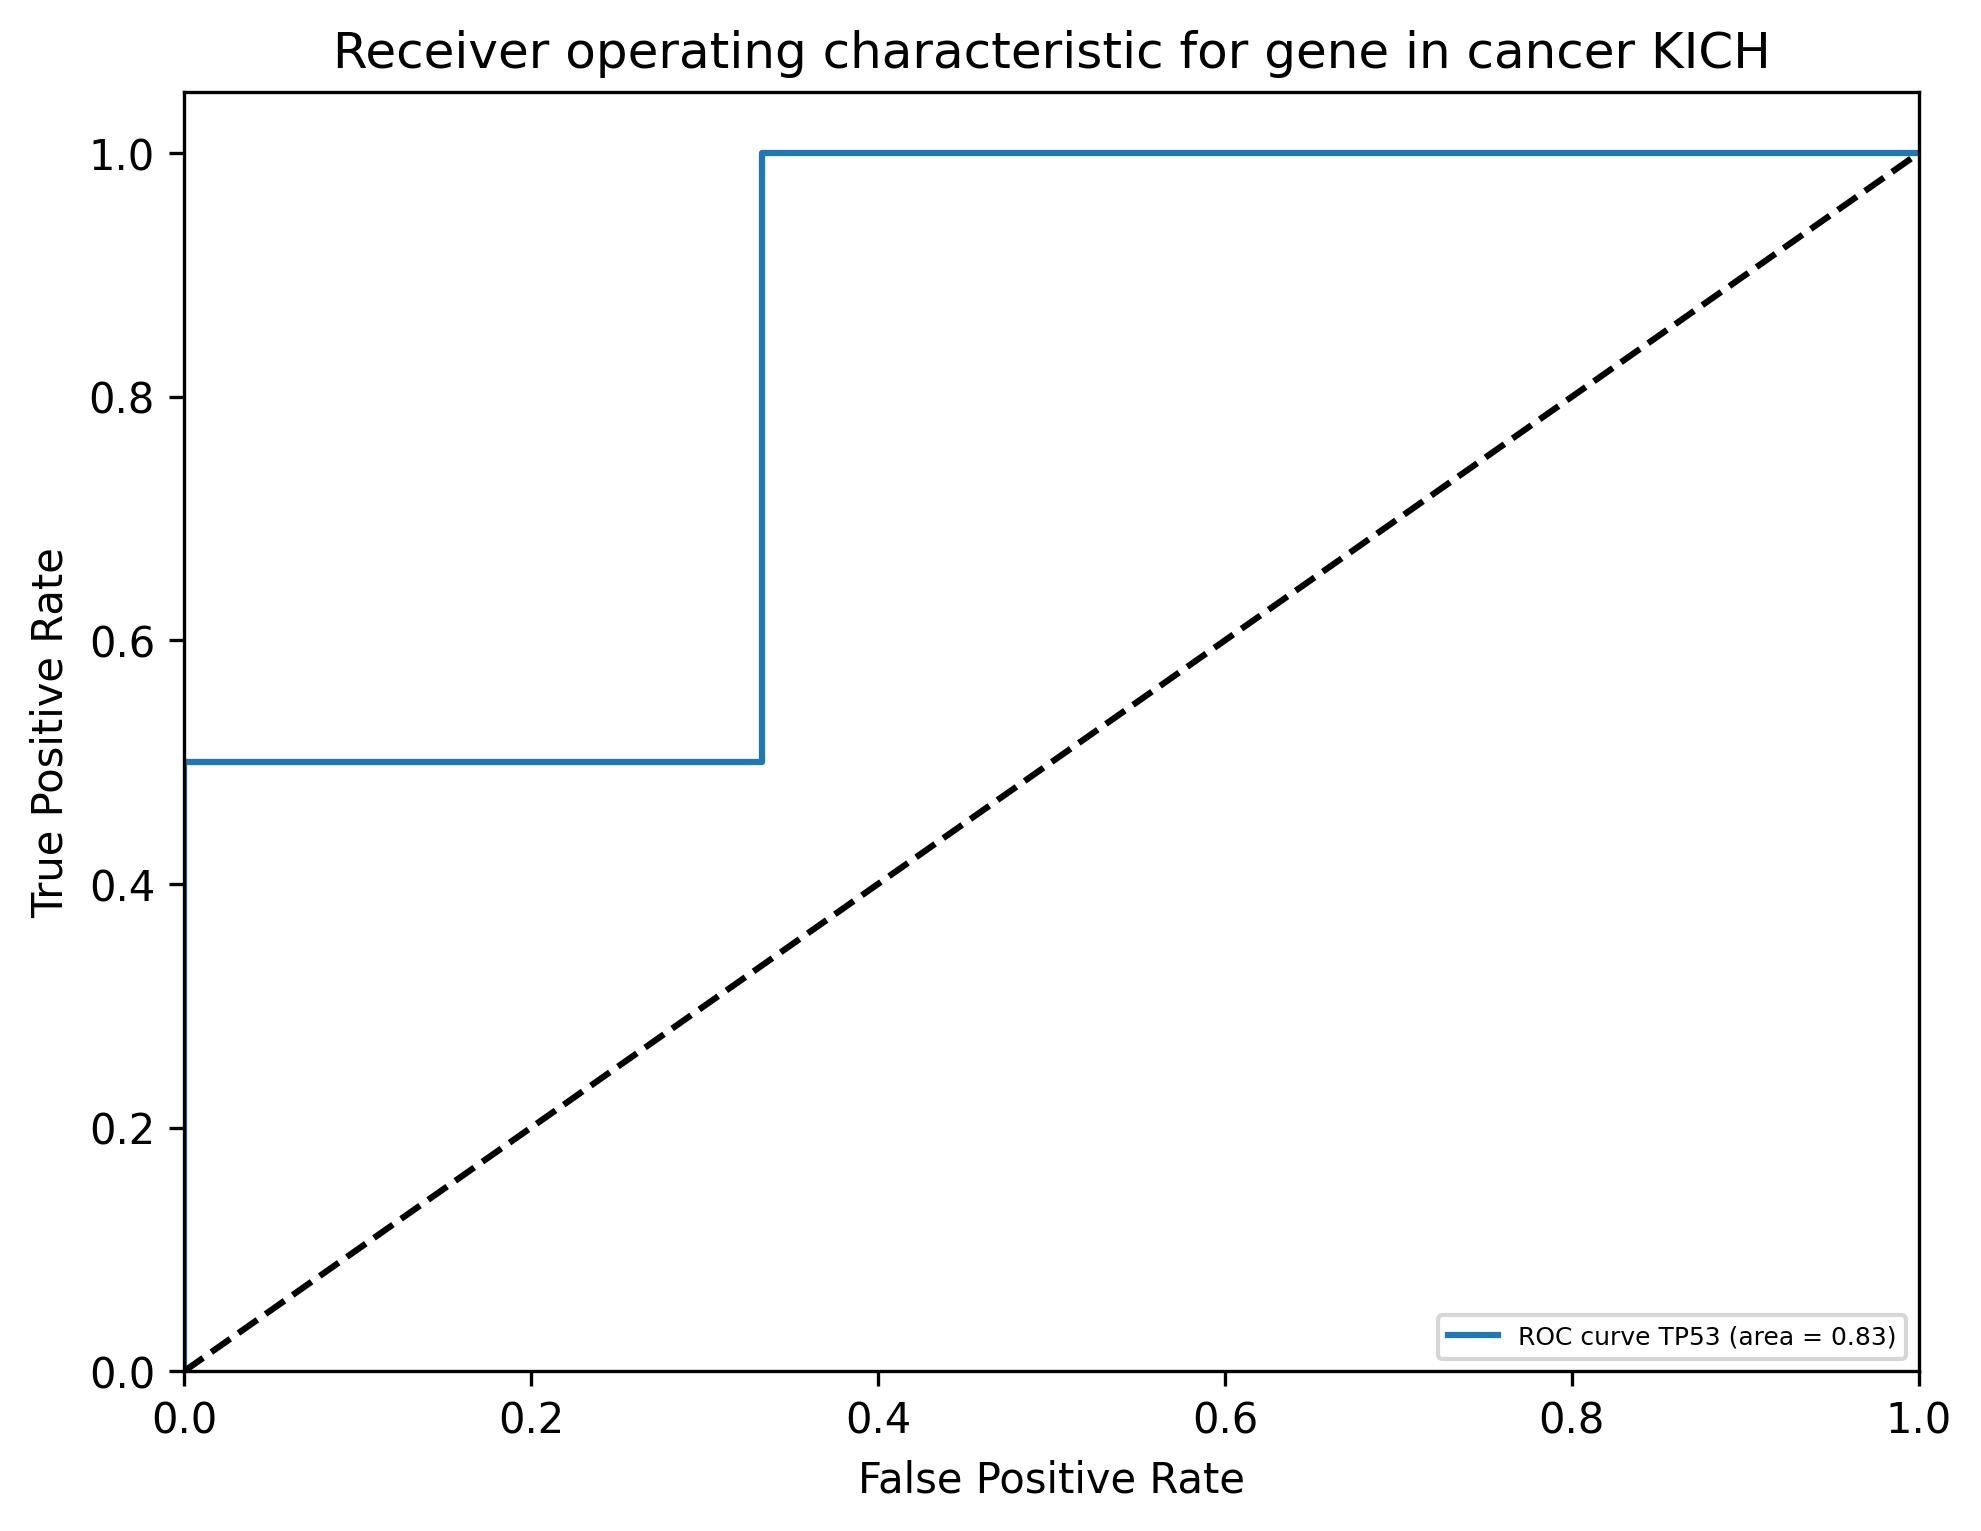 Receiver operating characteristic for gene in cancer KICH
1.0
0.8
0.6
0.4
0.2
0.0
True Positive Rate
0.0 0.2 0.4 0.6 0.8 1.0
False Positive Rate
ROC curve TP53 (area = 0.83)